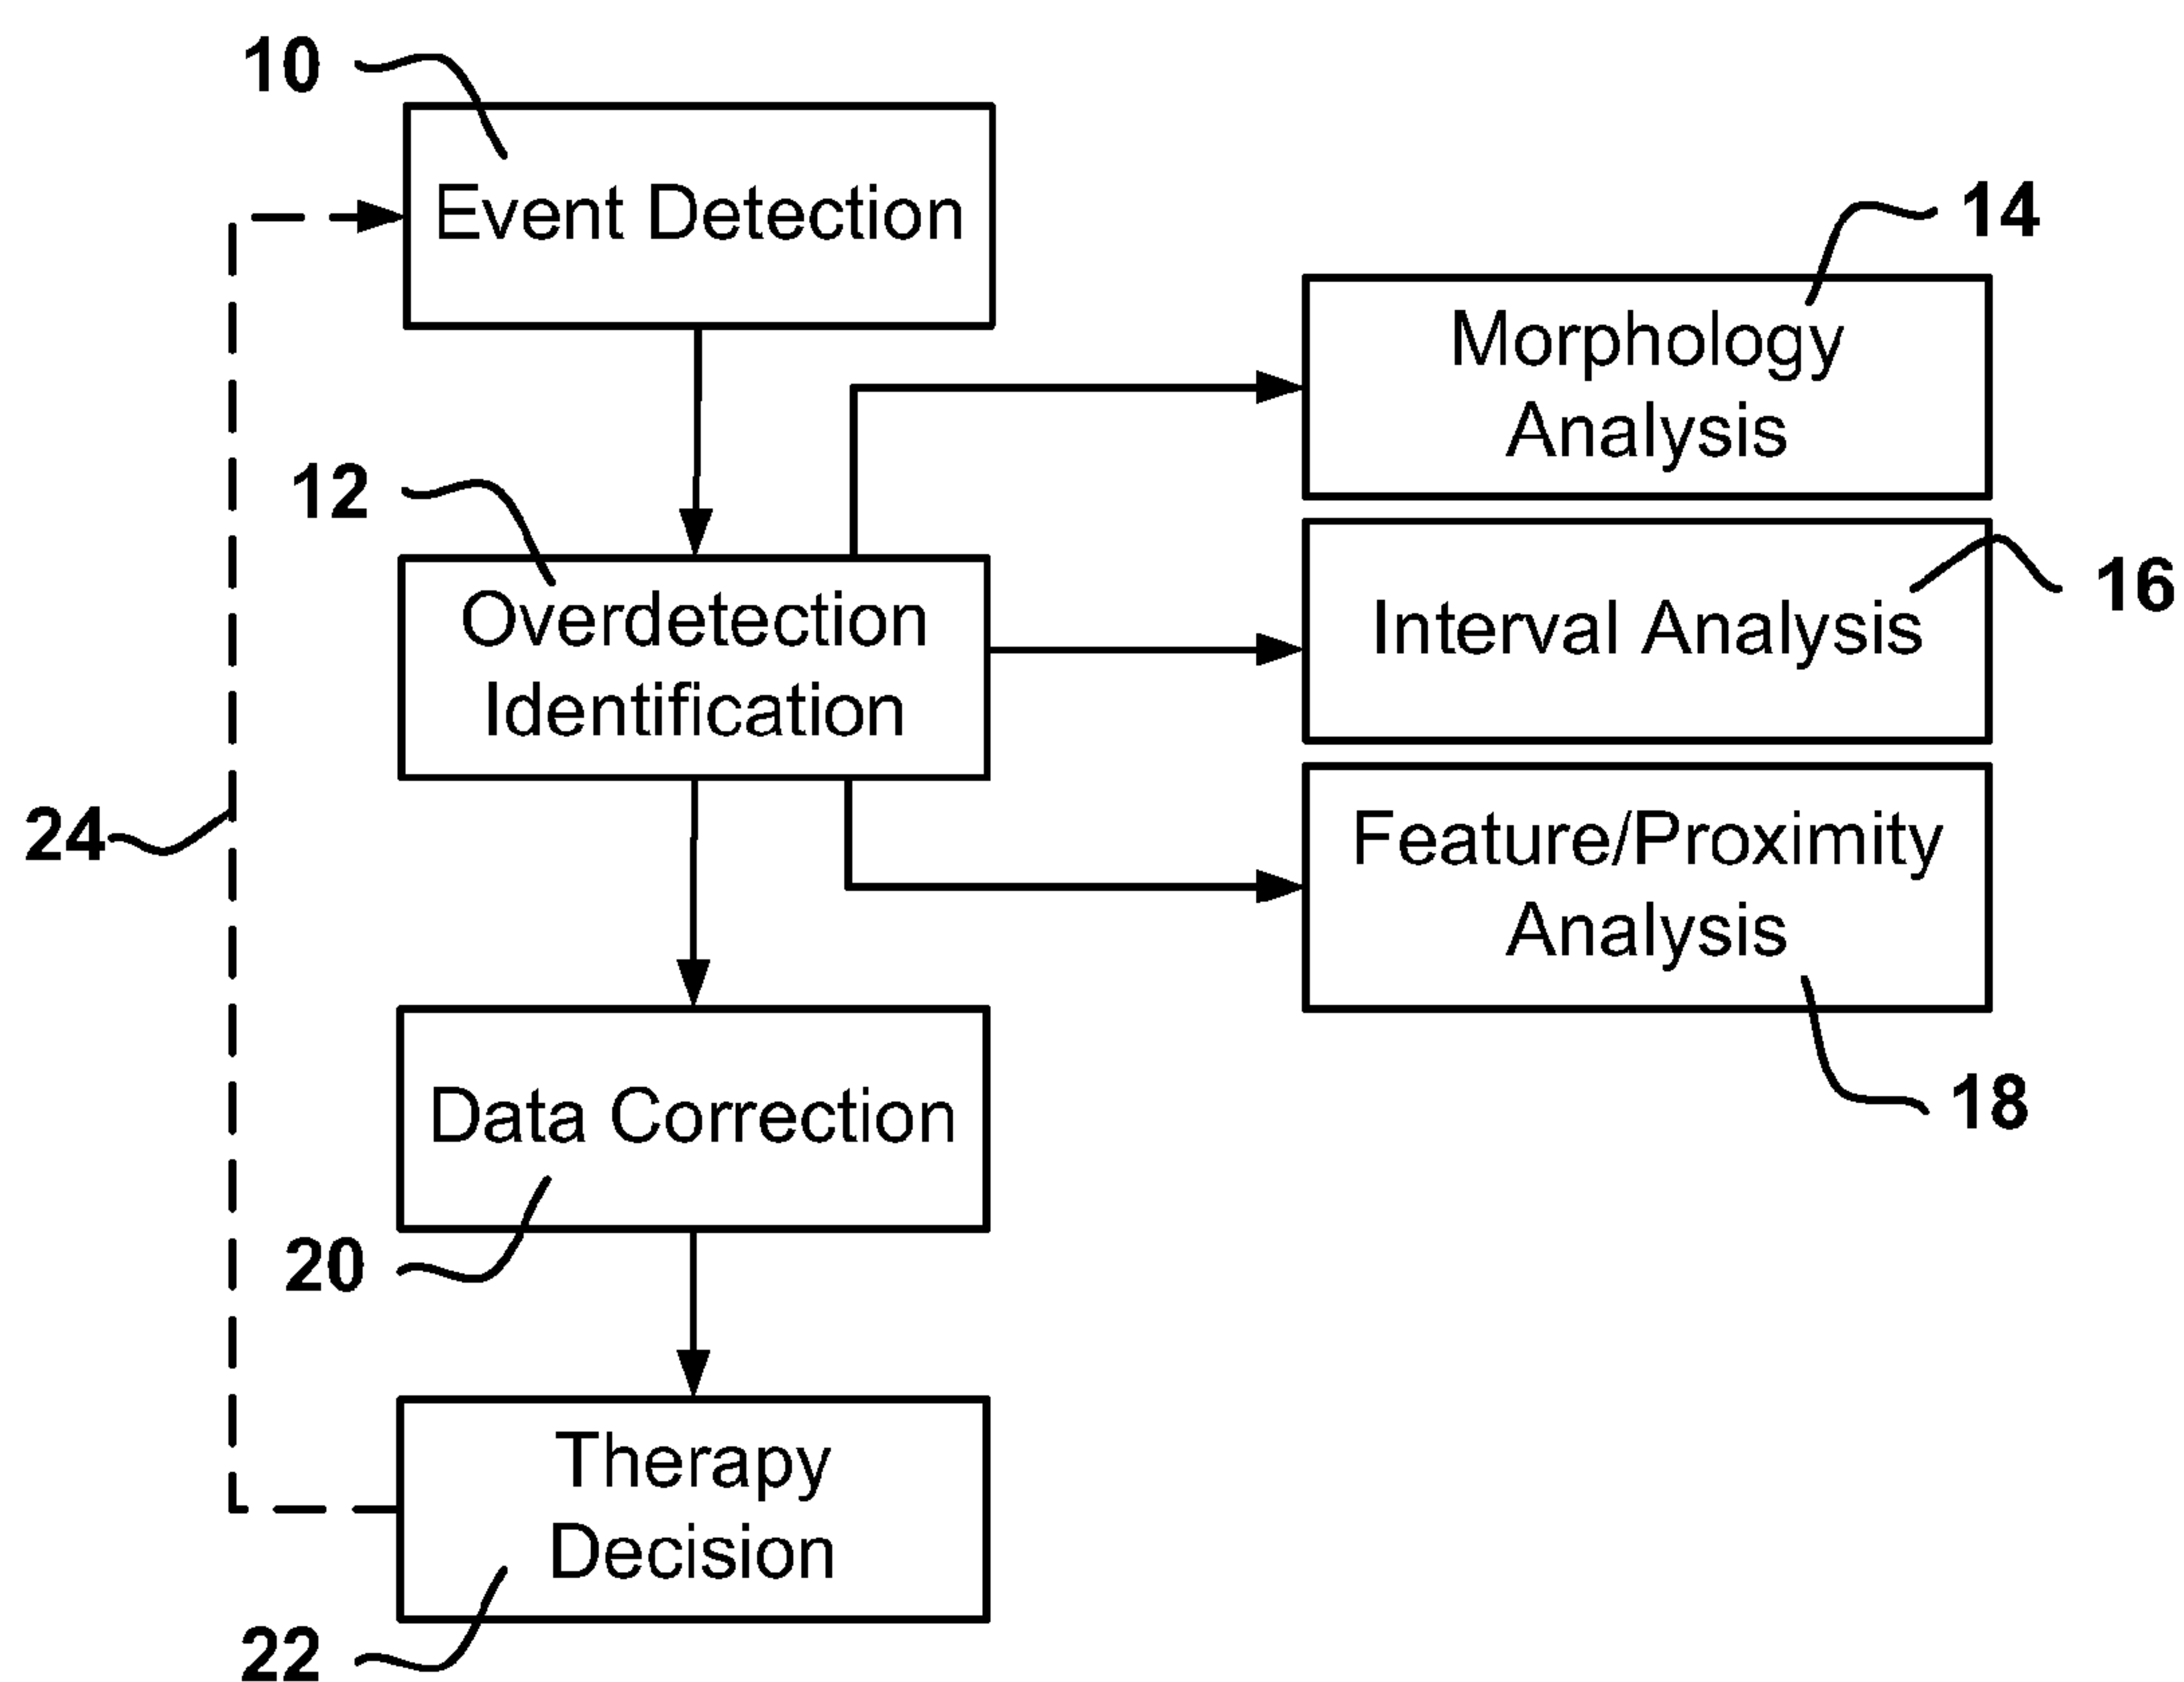 10
Event Detection
14
Morphology
Analysis
12
Overdetection
Identification
16
Interval Analysis
24
Feature/Proximity
Analysis
18
Data Correction
20
Therapy
Decision
22